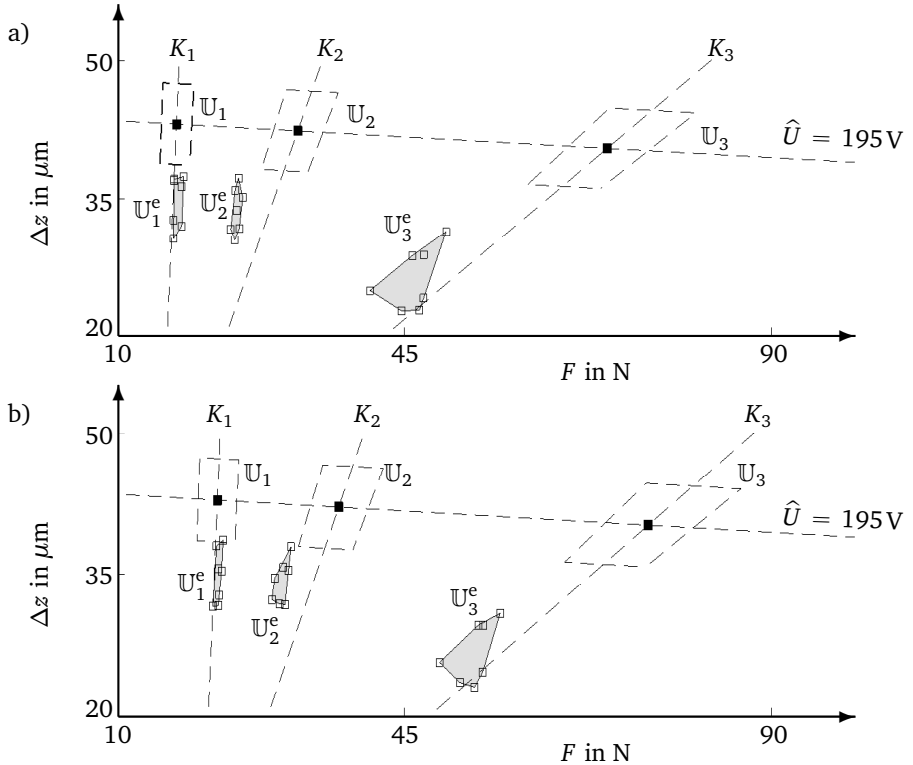 a)
Δz in μm
50
35
20
K₁
K₂
K₃
𝕌₁
𝕌₂
𝕌₃
Û = 195V
𝕌₁ᵉ
𝕌₂ᵉ
𝕌₃ᵉ
10
45
90
F in N
b)
Δz in μm
50
35
20
K₁
K₂
K₃
𝕌₁
𝕌₂
𝕌₃
Û = 195V
𝕌₁ᵉ
𝕌₂ᵉ
𝕌₃ᵉ
10
45
90
F in N